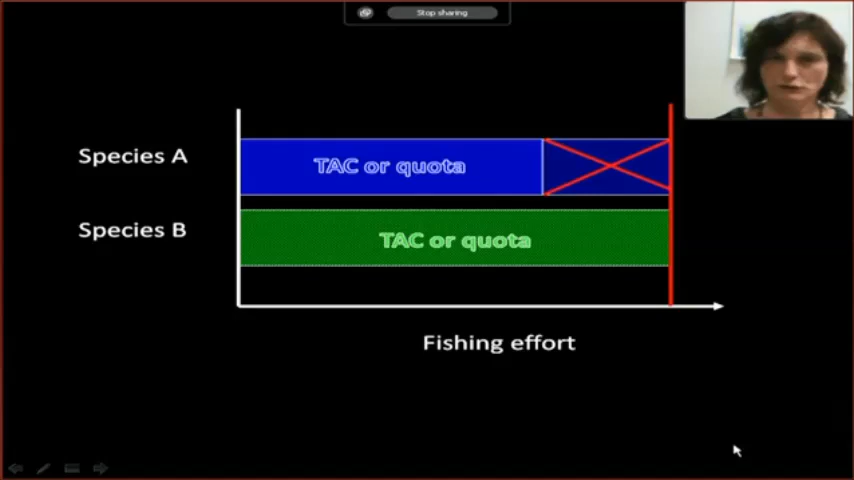 Stop sharing
Species A
TAC or quota
Species B
TAC or quota
Fishing effort